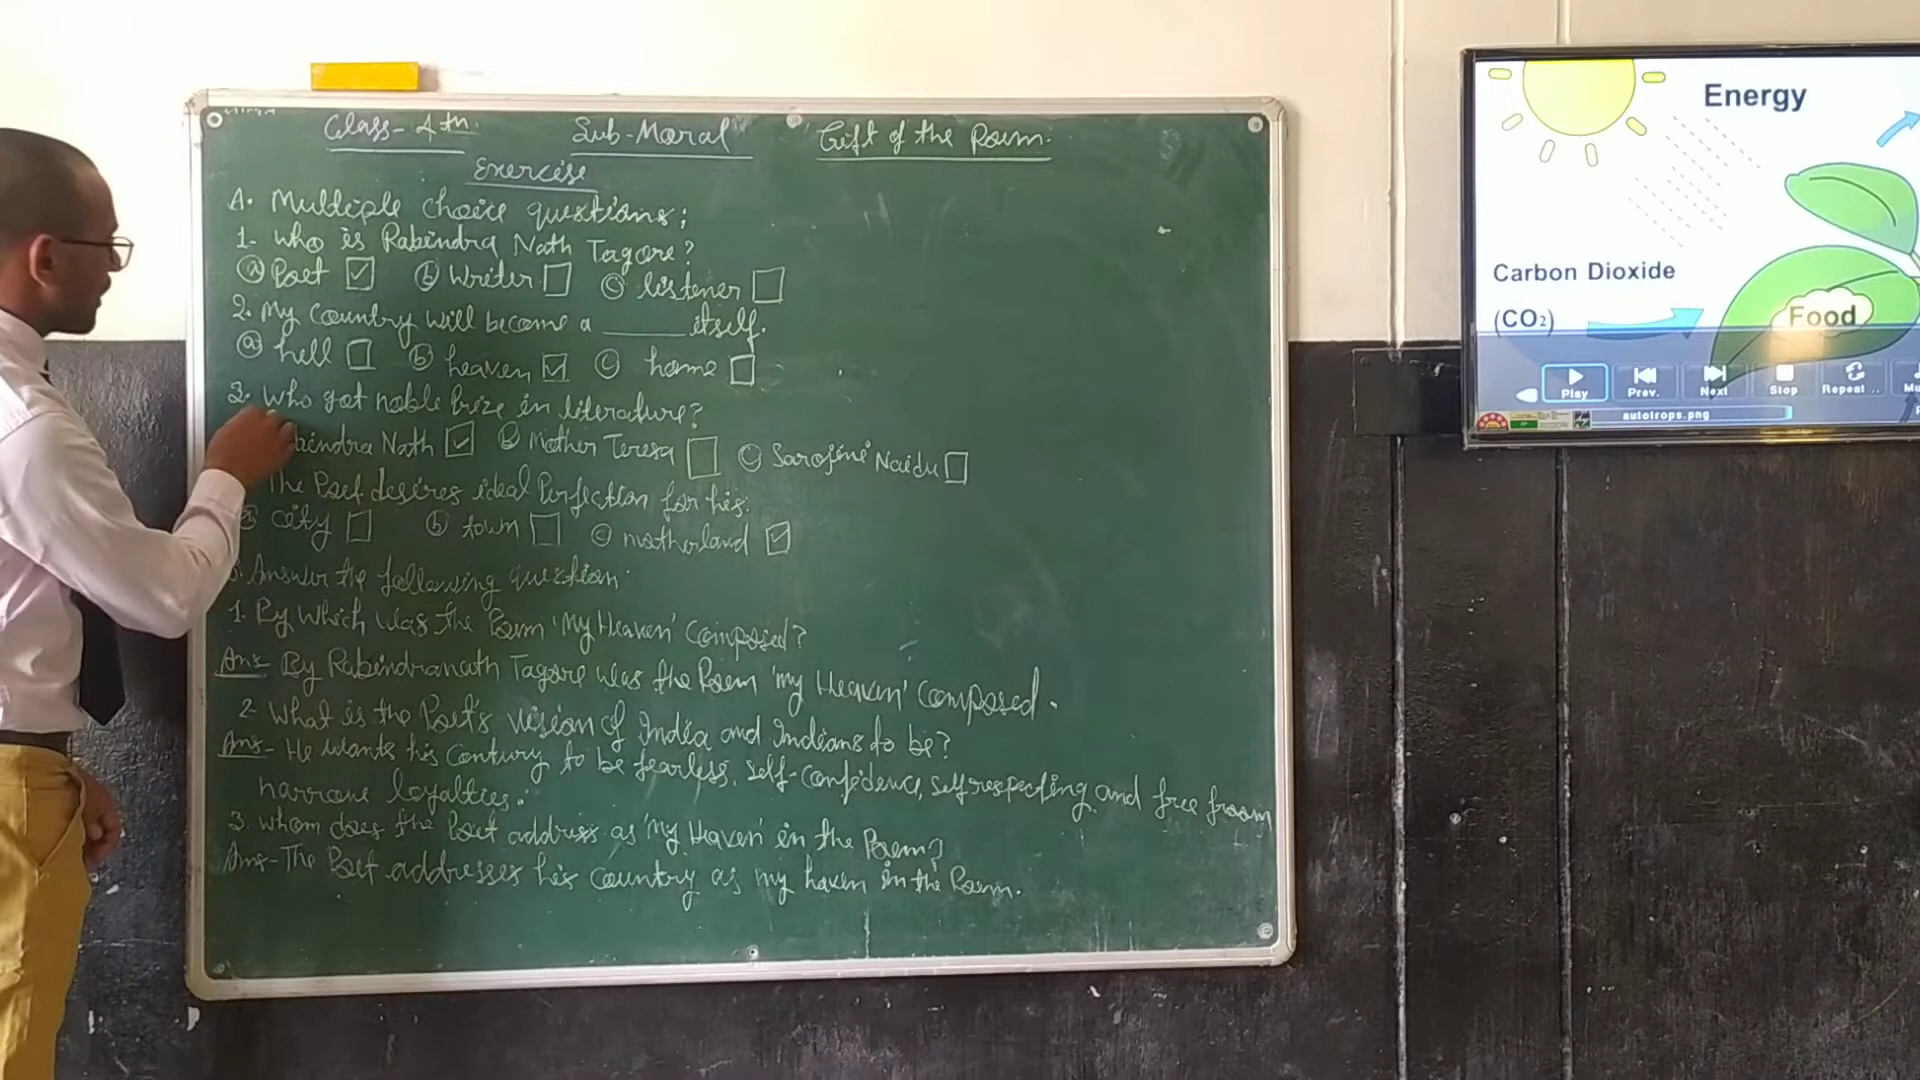 Class- 4th. Sub-Moral Gift of the Poem.
Exercise.
A. Multiple choice questions;
1- Who is Rabindra Nath Tagore?
(a) Poet ☑ (b) Writer ☐ (c) listener ☐
2. My Country will become a ______ itself.
(a) hell ☐ (b) heaven ☑ (c) home ☐
3. Who got noble Prize in literature?
bindra Nath ☑ (b) Mother Teresa ☐ (c) Sarojini Naidu ☐
The Poet desires ideal Perfection for his:
(a) City ☐ (b) town ☐ (c) motherland ☑
Answer the following question:
1. By Which was the Poem 'My Heaven' Composed?
Ans- By Rabindranath Tagore was the Poem 'my Heaven' Composed.
2- What is the Poet's vision of India and Indians to be?
Ans- He wants his Contury to be fearless, Self-Confidence, self respecting and free from
narrow loyalties.
3. whom does the Poet address as 'My Heaven' in the Poem?
Ans- The Poet addresses his Country as my haven in the Poem.
Energy
Carbon Dioxide
(CO₂)
Food
Play Prev. Next Stop Repeat .. Mu
autotrops.png